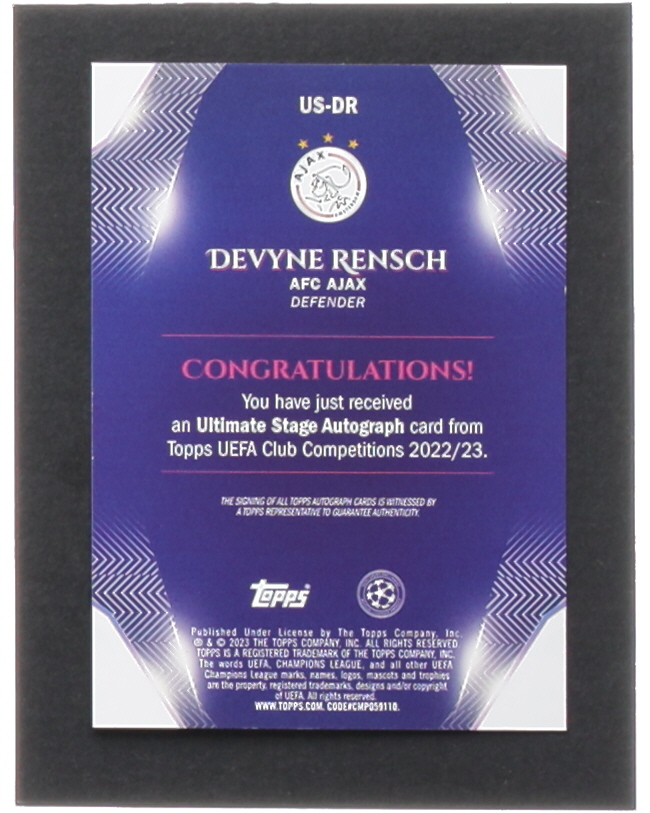 US-DR
AJAX
AMSTERDAM
DEVYNE RENSCH
AFC AJAX
DEFENDER
CONGRATULATIONS!
You have just received
an Ultimate Stage Autograph card from
Topps UEFA Club Competitions 2022/23.
THE SIGNING OF ALL TOPPS AUTOGRAPH CARDS IS WITNESSED BY
A TOPPS REPRESENTATIVE TO GUARANTEE AUTHENTICITY.
Topps
Published Under License by The Topps Company, Inc.
® & © 2023 THE TOPPS COMPANY, INC. ALL RIGHTS RESERVED.
TOPPS IS A REGISTERED TRADEMARK OF THE TOPPS COMPANY, INC.
The words UEFA, CHAMPIONS LEAGUE, and all other UEFA
Champions League marks, names, logos, mascots and trophies
are the property, registered trademarks, designs and/or copyright
of UEFA. All rights reserved.
WWW.TOPPS.COM. CODE#CMP059110.